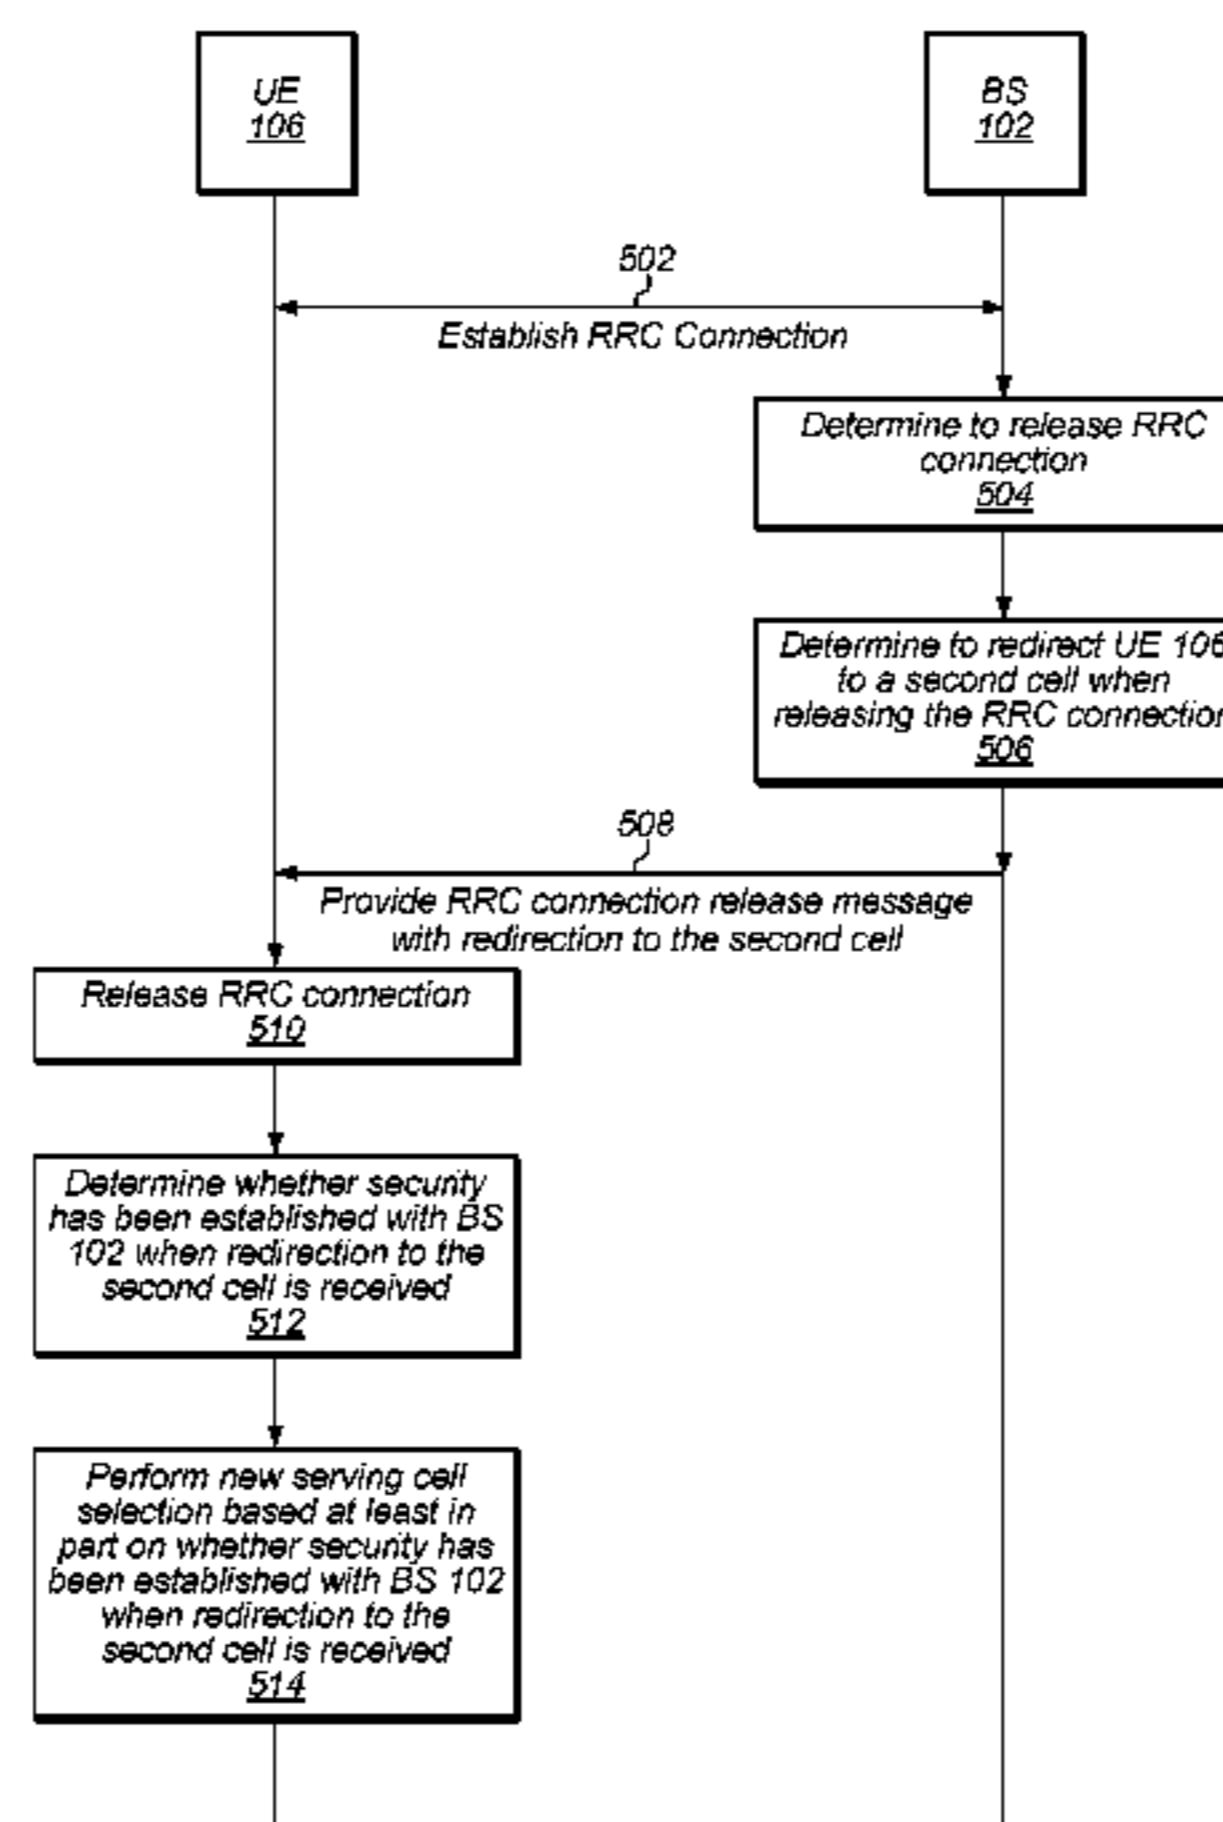 UE
106
BS
102
502
Establish RRC Connection
Determine to release RRC
connection
504
Determine to redirect UE 106
to a second cell when
releasing the RRC connection
506
508
Provide RRC connection release message
with redirection to the second cell
Release RRC connection
510
Determine whether security
has been established with BS
102 when redirection to the
second cell is received
512
Perform new serving cell
selection based at least in
part on whether security has
been established with BS 102
when redirection to the
second cell is received
514